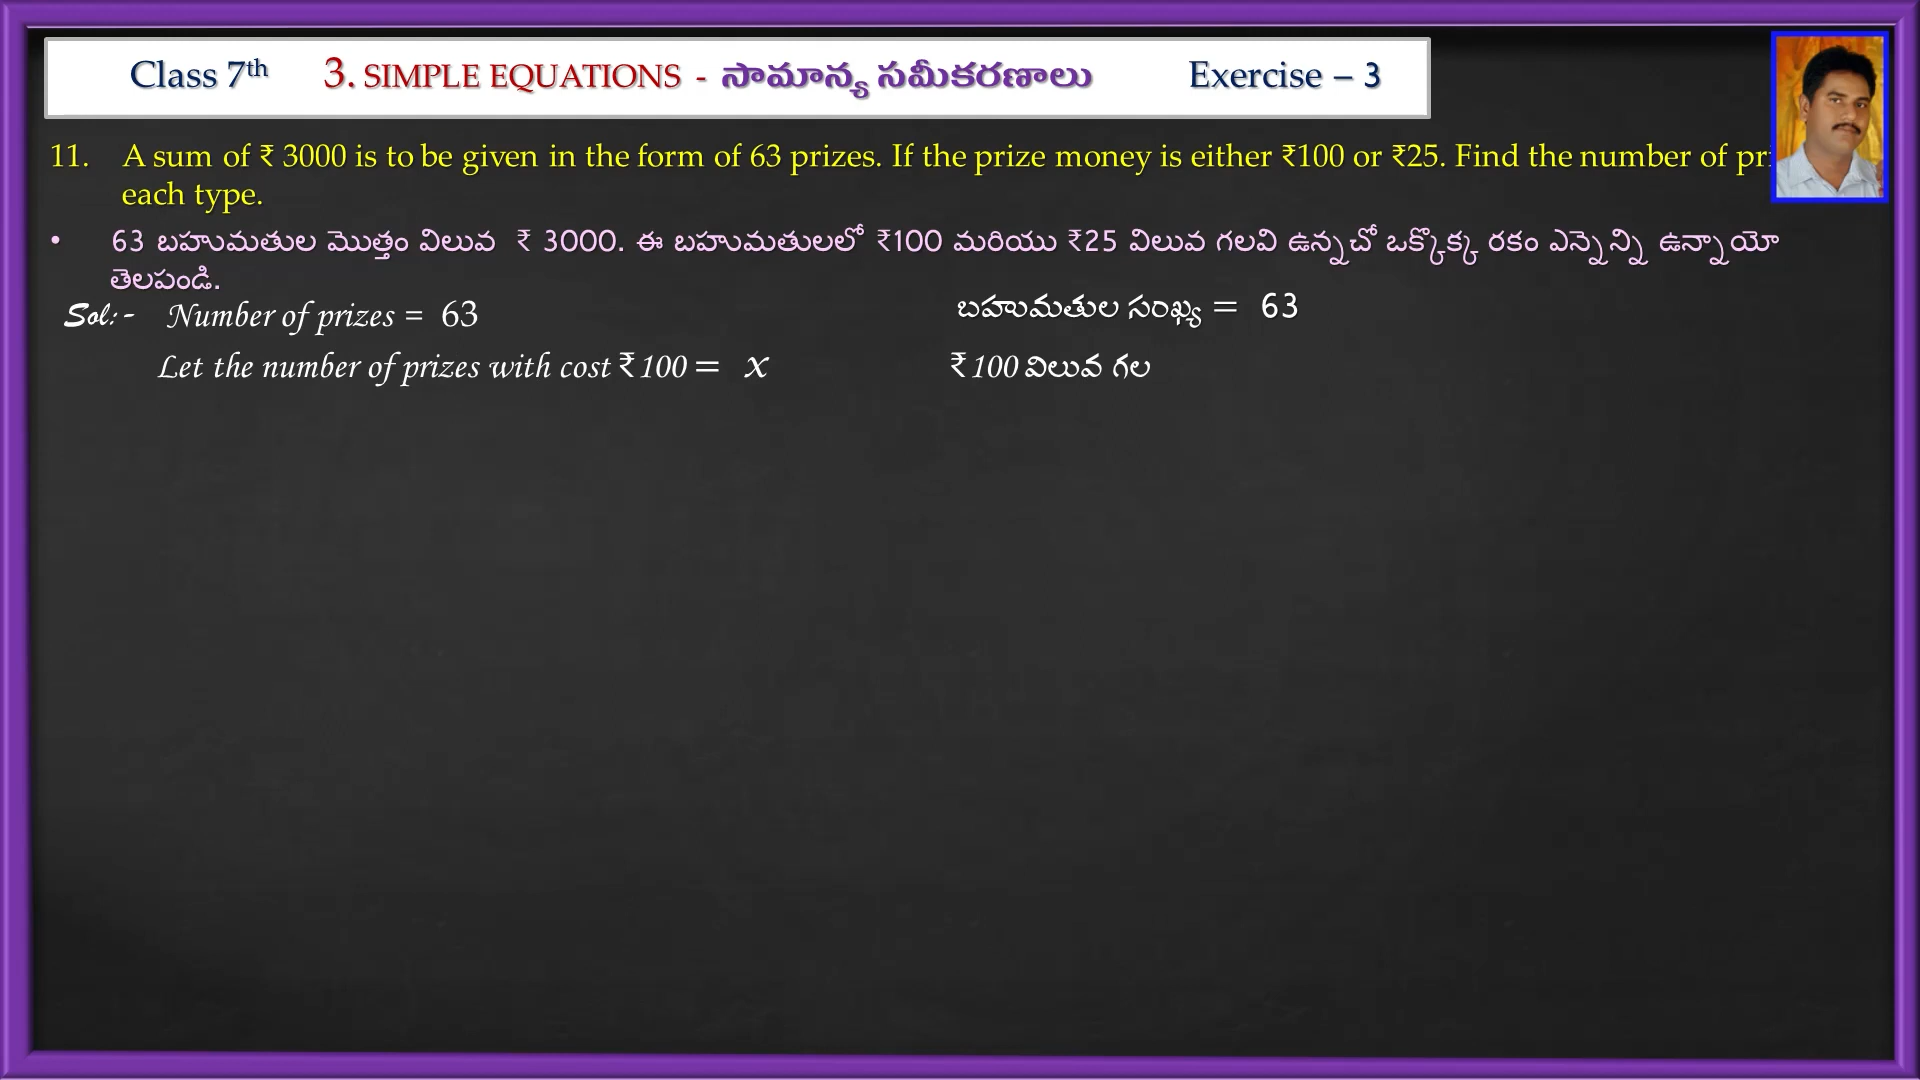 Class 7th 3. SIMPLE EQUATIONS - సామాన్య సమీకరణాలు Exercise – 3
11. A sum of ₹ 3000 is to be given in the form of 63 prizes. If the prize money is either ₹100 or ₹25. Find the number of
each type.
• 63 బహుమతుల మొత్తం విలువ ₹ 3000. ఈ బహుమతులలో ₹100 మరియు ₹25 విలువ గలవి ఉన్నచో ఒక్కొక్క రకం ఎన్నెన్ని ఉన్నాయో
తెలపండి.
Sol:- Number of prizes = 63 బహుమతుల సంఖ్య = 63
Let the number of prizes with cost ₹100 = x ₹100 విలువ గల